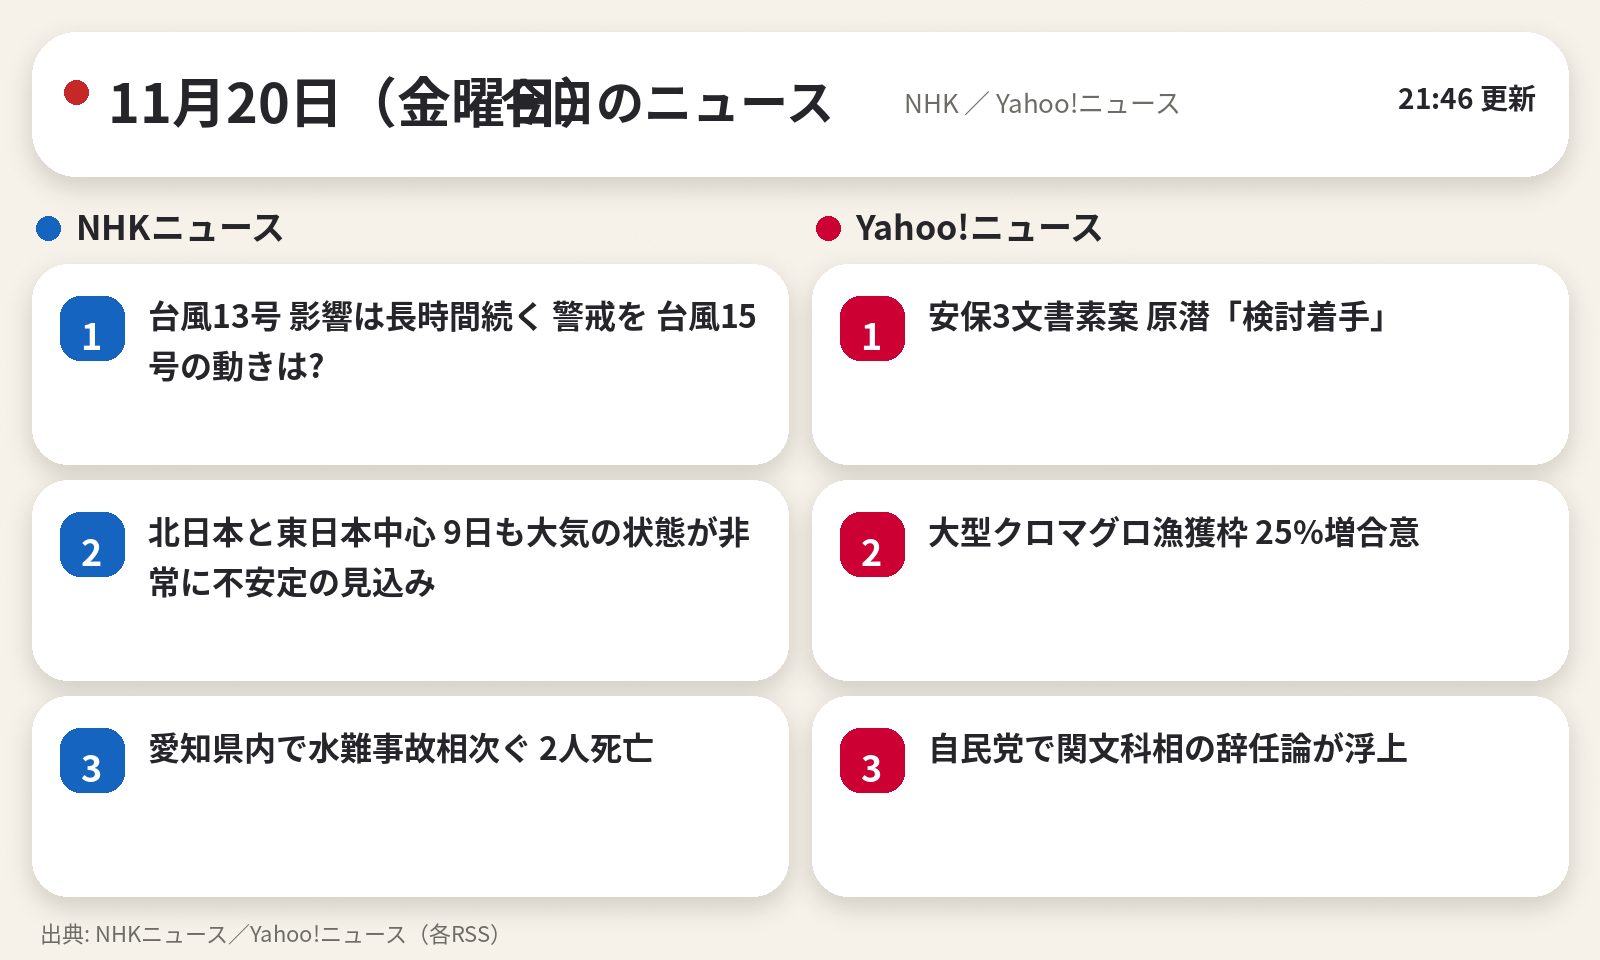 11月20日（金曜日）
今日のニュース
NHK ／ Yahoo!ニュース
21:46 更新
NHKニュース
1
台風13号 影響は長時間続く 警戒を 台風15
号の動きは?
2
北日本と東日本中心 9日も大気の状態が非
常に不安定の見込み
3
愛知県内で水難事故相次ぐ 2人死亡
Yahoo!ニュース
1
安保3文書素案 原潜「検討着手」
2
大型クロマグロ漁獲枠 25%増合意
3
自民党で関文科相の辞任論が浮上
出典: NHKニュース／Yahoo!ニュース（各RSS）